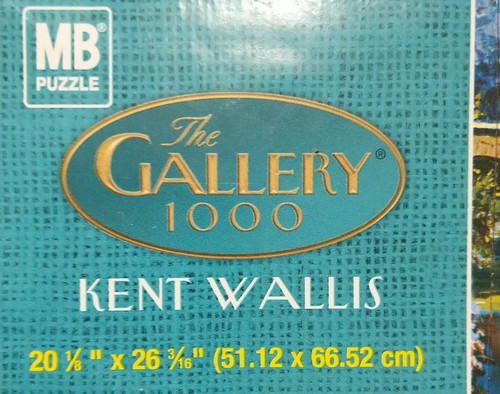 MB®
PUZZLE
The
GALLERY®
1000
KENT WALLIS
20 ⅛ " x 26 3⁄16" (51.12 x 66.52 cm)